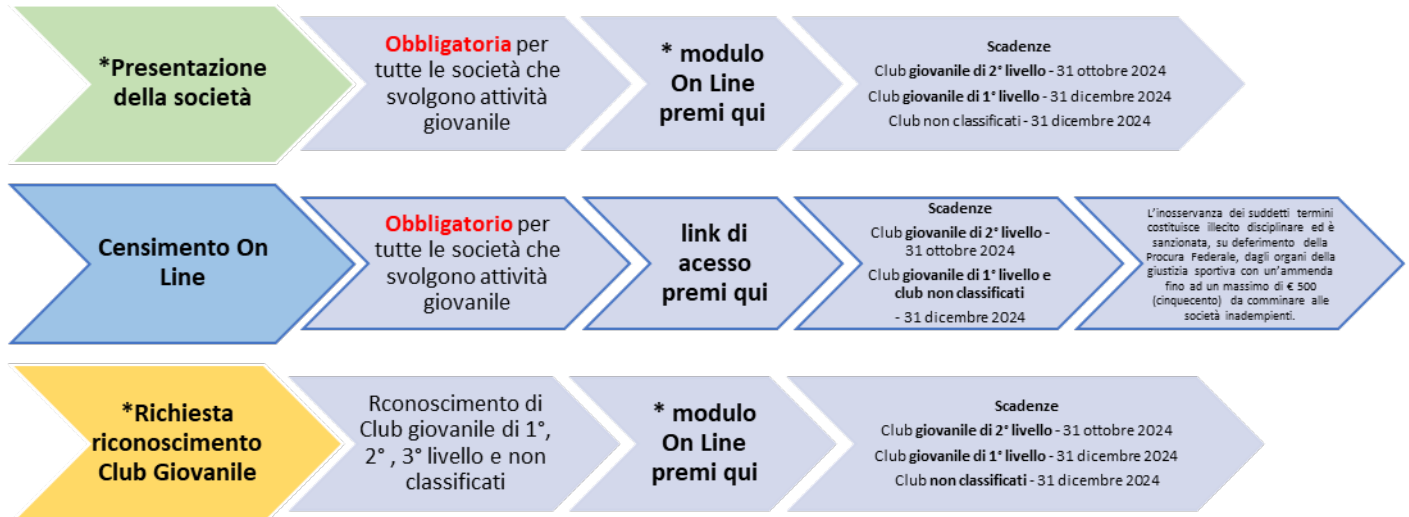 *Presentazione
della società
Obbligatoria per
tutte le società che
svolgono attività
giovanile
* modulo
On Line
premi qui
Scadenze
Club giovanile di 2° livello - 31 ottobre 2024
Club giovanile di 1° livello - 31 dicembre 2024
Club non classificati - 31 dicembre 2024
Censimento On
Line
Obbligatorio per
tutte le società che
svolgono attività
giovanile
link di
acesso
premi qui
Scadenze
Club giovanile di 2° livello -
31 ottobre 2024
Club giovanile di 1° livello e
club non classificati
- 31 dicembre 2024
L'inosservanza dei suddetti termini
costituisce illecito disciplinare ed è
sanzionata, su deferimento della
Procura Federale, dagli organi della
giustizia sportiva con un'ammenda
fino ad un massimo di € 500
(cinquecento) da comminare alle
società inadempienti.
*Richiesta
riconoscimento
Club Giovanile
Rconoscimento di
Club giovanile di 1°,
2° , 3° livello e non
classificati
* modulo
On Line
premi qui
Scadenze
Club giovanile di 2° livello - 31 ottobre 2024
Club giovanile di 1° livello - 31 dicembre 2024
Club non classificati - 31 dicembre 2024